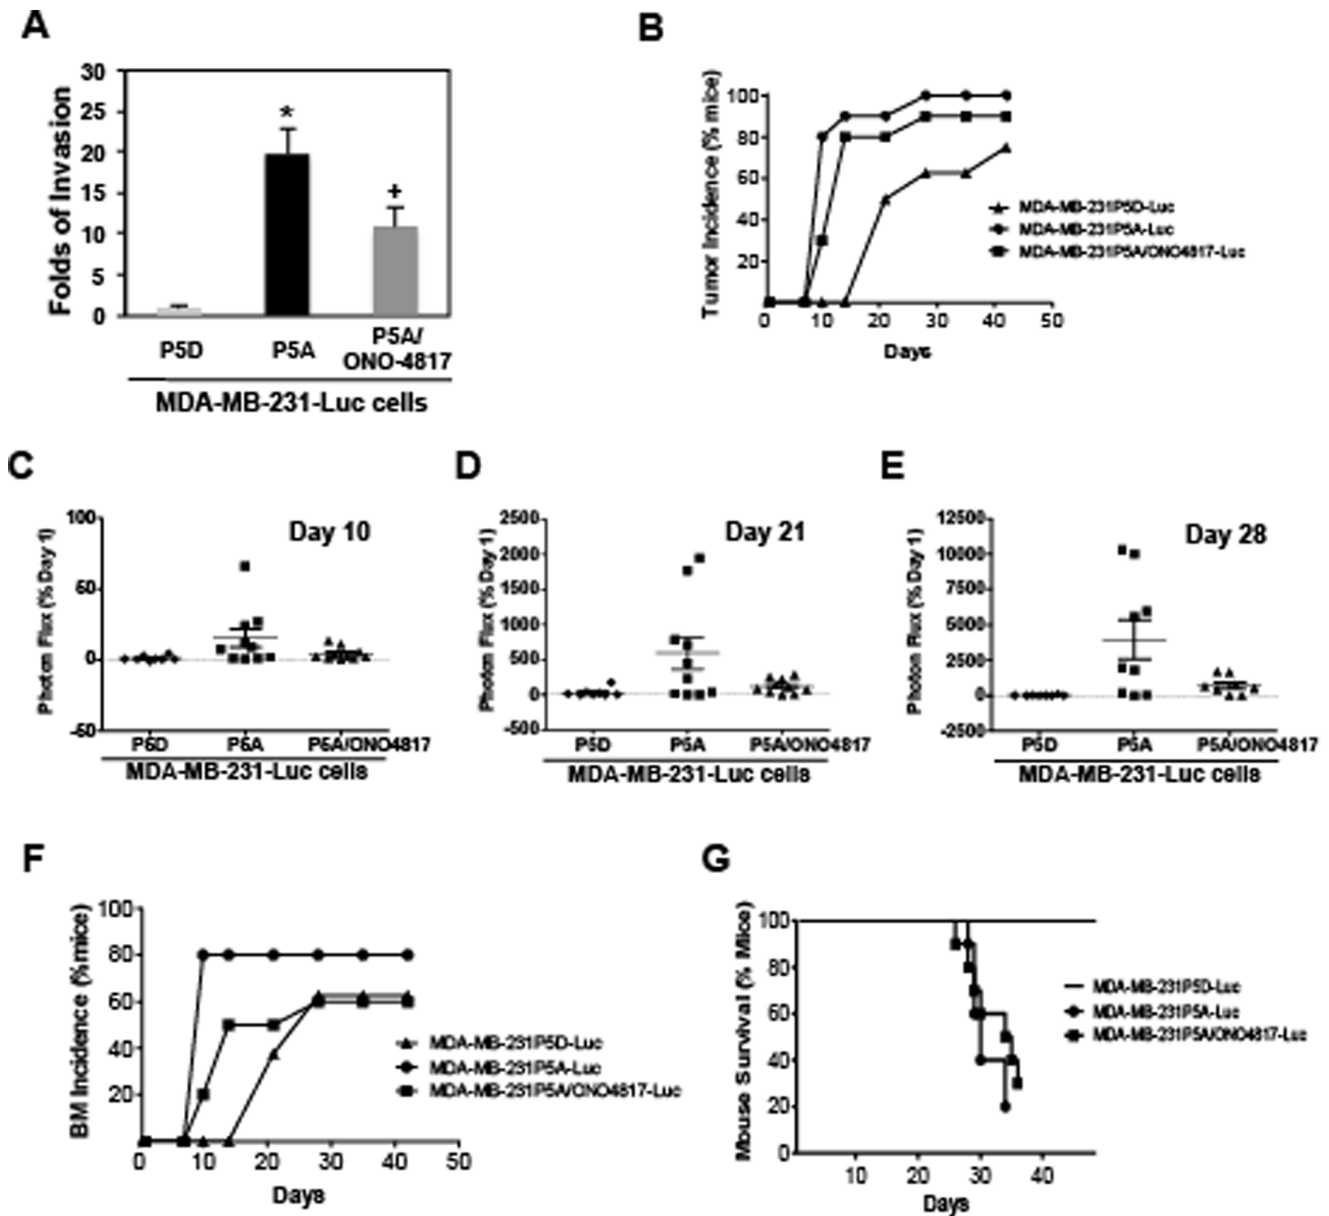 A
30
25
20
15
10
5
0
Folds of Invasion
*
+
P5D
P5A
P5A/
ONO-4817
MDA-MB-231-Luc cells
B
100
80
60
40
20
Tumor Incidence (% mice)
0 10 20 30 40 50
Days
MDA-MB-231P5D-Luc
MDA-MB-231P5A-Luc
MDA-MB-231P5A/ONO4817-Luc
C
Day 10
100
50
0
-50
Photon Flux (% Day 1)
P5D P5A P5A/ONO4817
MDA-MB-231-Luc cells
D
Day 21
2500
2000
1500
1000
500
0
-500
Photon Flux (% Day 1)
P5D P5A P5A/ONO4817
MDA-MB-231-Luc cells
E
Day 28
12500
10000
7500
5000
2500
0
-2500
Photon Flux (% Day 1)
P5D P5A P5A/ONO4817
MDA-MB-231-Luc cells
F
100
80
60
40
20
BM Incidence (%mice)
0 10 20 30 40 50
Days
MDA-MB-231P5D-Luc
MDA-MB-231P5A-Luc
MDA-MB-231P5A/ONO4817-Luc
G
100
80
60
40
20
0
Mouse Survival (% Mice)
10 20 30 40
Days
MDA-MB-231P5D-Luc
MDA-MB-231P5A-Luc
MDA-MB-231P5A/ONO4817-Luc